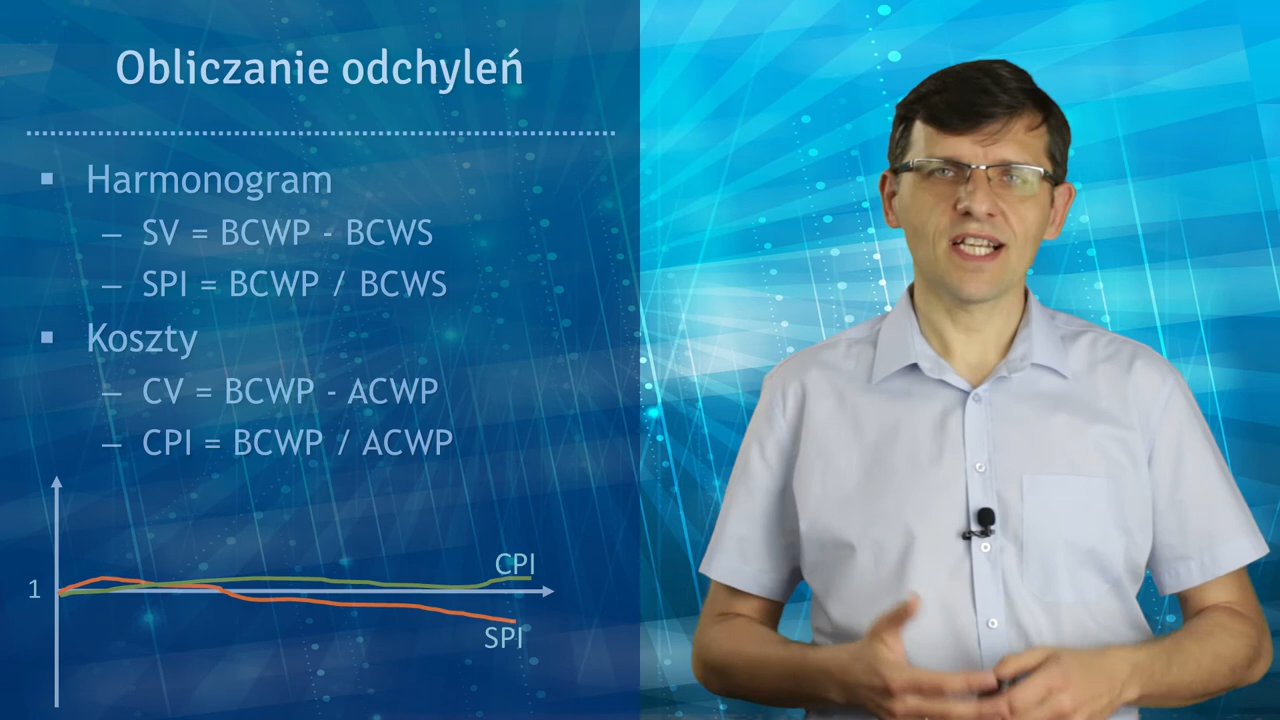 Obliczanie odchyleń
Harmonogram
– SV = BCWP - BCWS
– SPI = BCWP / BCWS
Koszty
– CV = BCWP - ACWP
– CPI = BCWP / ACWP
CPI
1
SPI